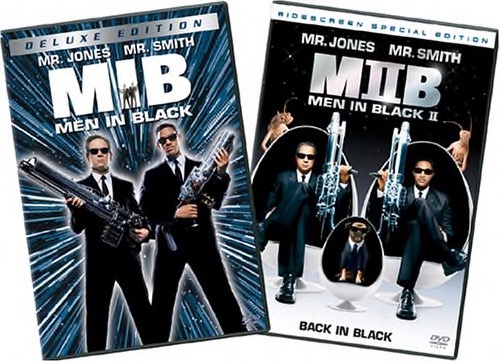 DELUXE EDITION
MR. JONES MR. SMITH
MIB
MEN IN BLACK
WIDESCREEN SPECIAL EDITION
MR. JONES MR. SMITH
MIIB
MEN IN BLACK II
BACK IN BLACK
DVD
VIDEO